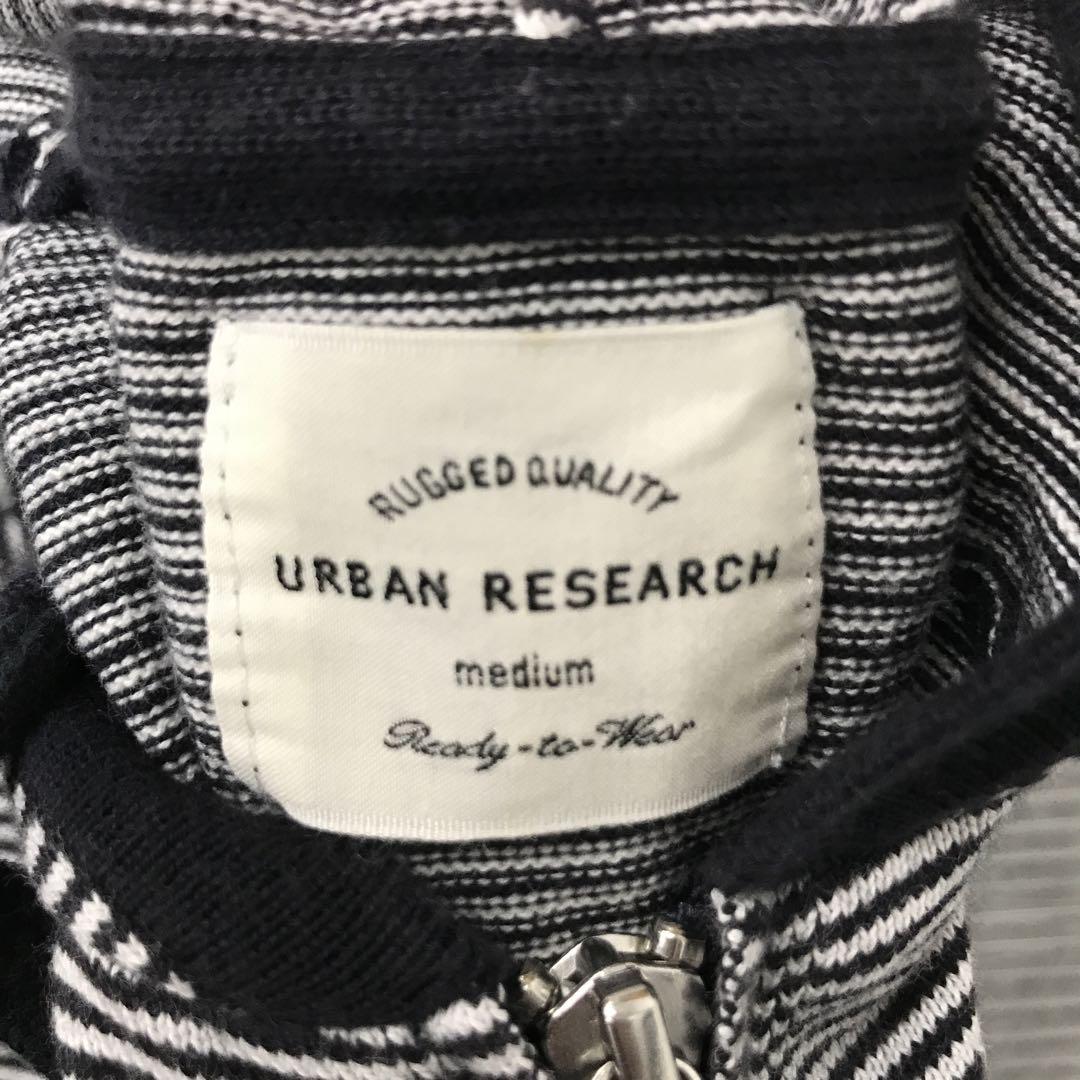 RUGGED QUALITY
URBAN RESEARCH
medium
Ready-to-Wear